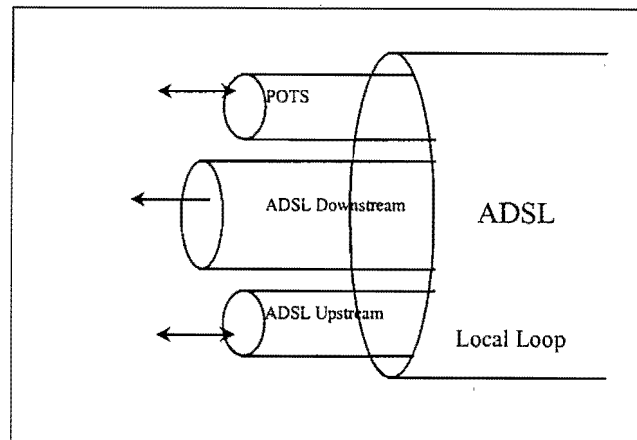 POTS
ADSL Downstream
ADSL
ADSL Upstream
Local Loop